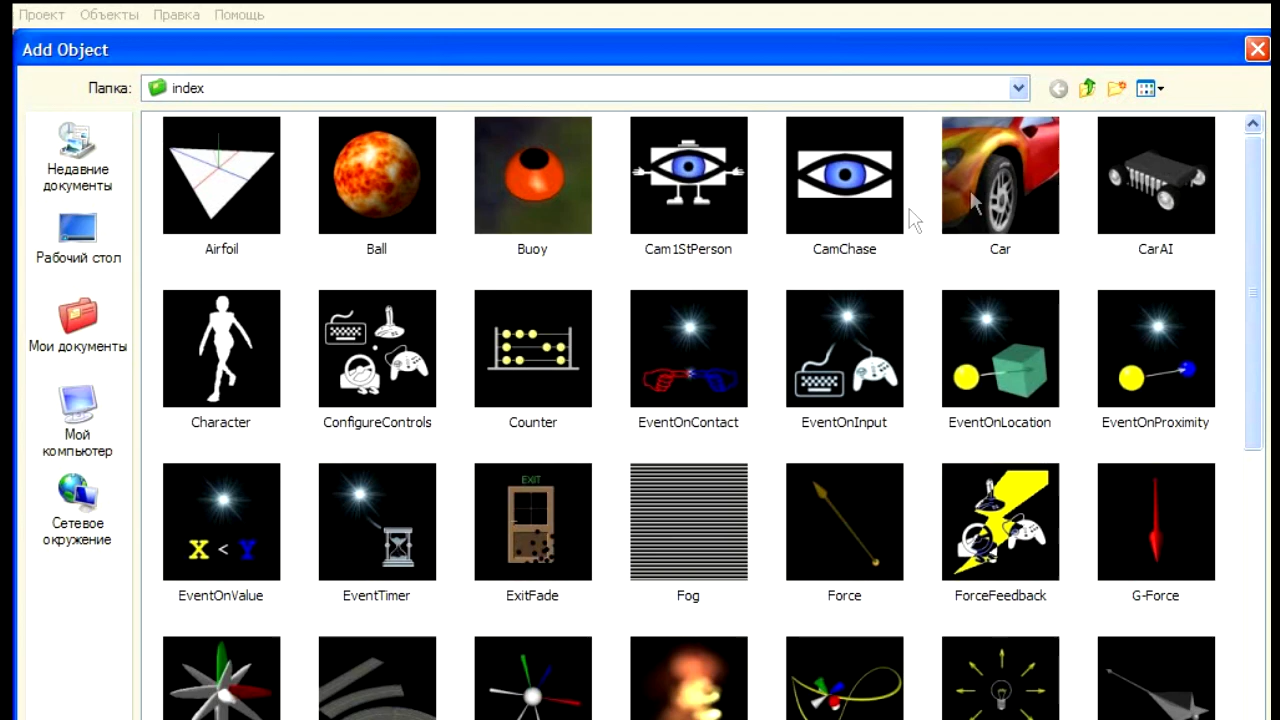 Проект Объекты Правка Помощь
Add Object
Папка: index
Недавние
документы
Рабочий стол
Мои документы
Мой
компьютер
Сетевое
окружение
Airfoil Ball Buoy Cam1StPerson CamChase Car CarAI
Character ConfigureControls Counter EventOnContact EventOnInput EventOnLocation EventOnProximity
X < Y
EXIT
EventOnValue EventTimer ExitFade Fog Force ForceFeedback G-Force